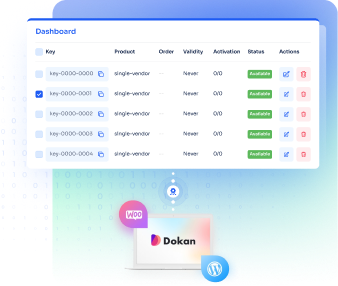 Dashboard
Key Product Order Validity Activation Status Actions
key-0000-0000 single-vendor Never 0/0 Available
key-0000-0001 single-vendor Never 0/0 Available
key-0000-0002 single-vendor Never 0/0 Available
key-0000-0003 single-vendor Never 0/0 Available
key-0000-0004 single-vendor Never 0/0 Available
WOO
Dokan